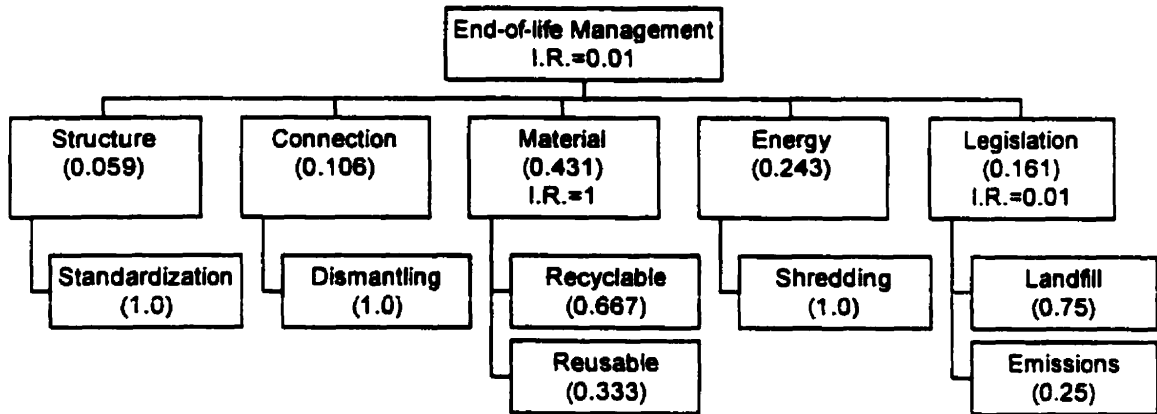 End-of-life Management
I.R.=0.01
Structure
(0.059)
Connection
(0.106)
Material
(0.431)
I.R.=1
Energy
(0.243)
Legislation
(0.161)
I.R.=0.01
Standardization
(1.0)
Dismantling
(1.0)
Recyclable
(0.667)
Reusable
(0.333)
Shredding
(1.0)
Landfill
(0.75)
Emissions
(0.25)